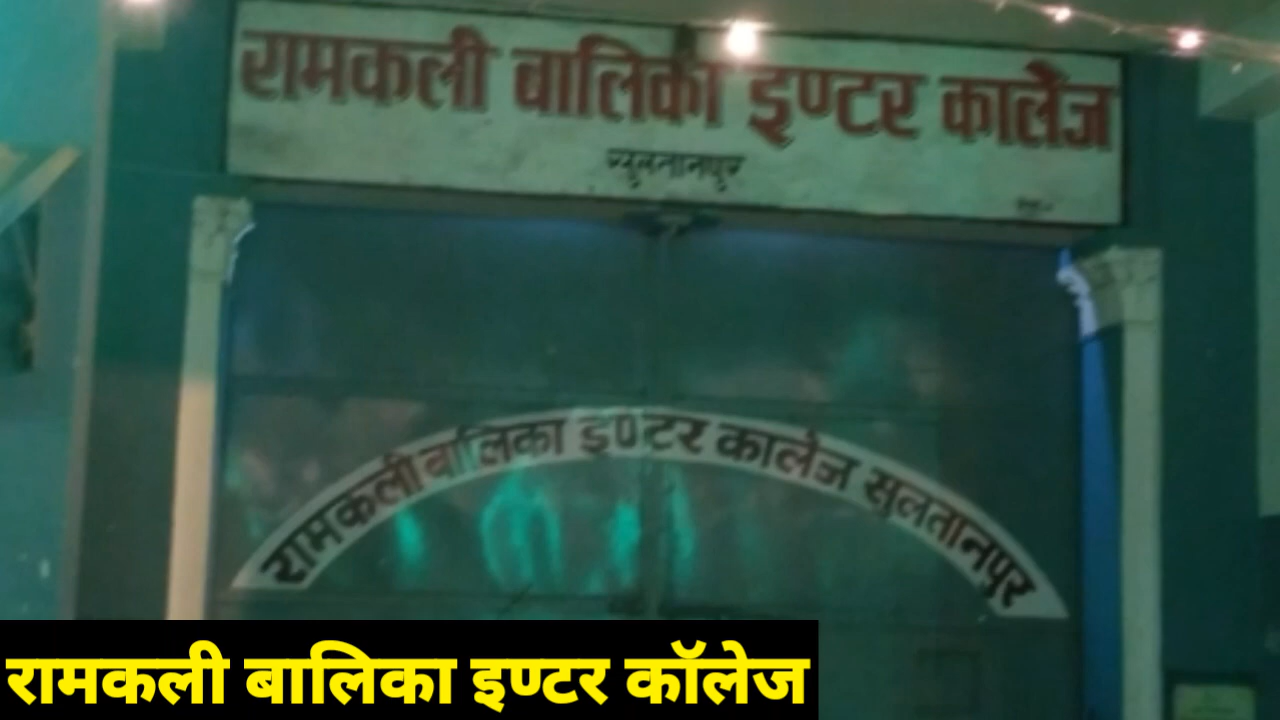 रामकली बालिका इण्टर कालेज
सुलतानपुर
रामकली बालिका इण्टर कालेज सुलतानपुर
रामकली बालिका इण्टर कॉलेज